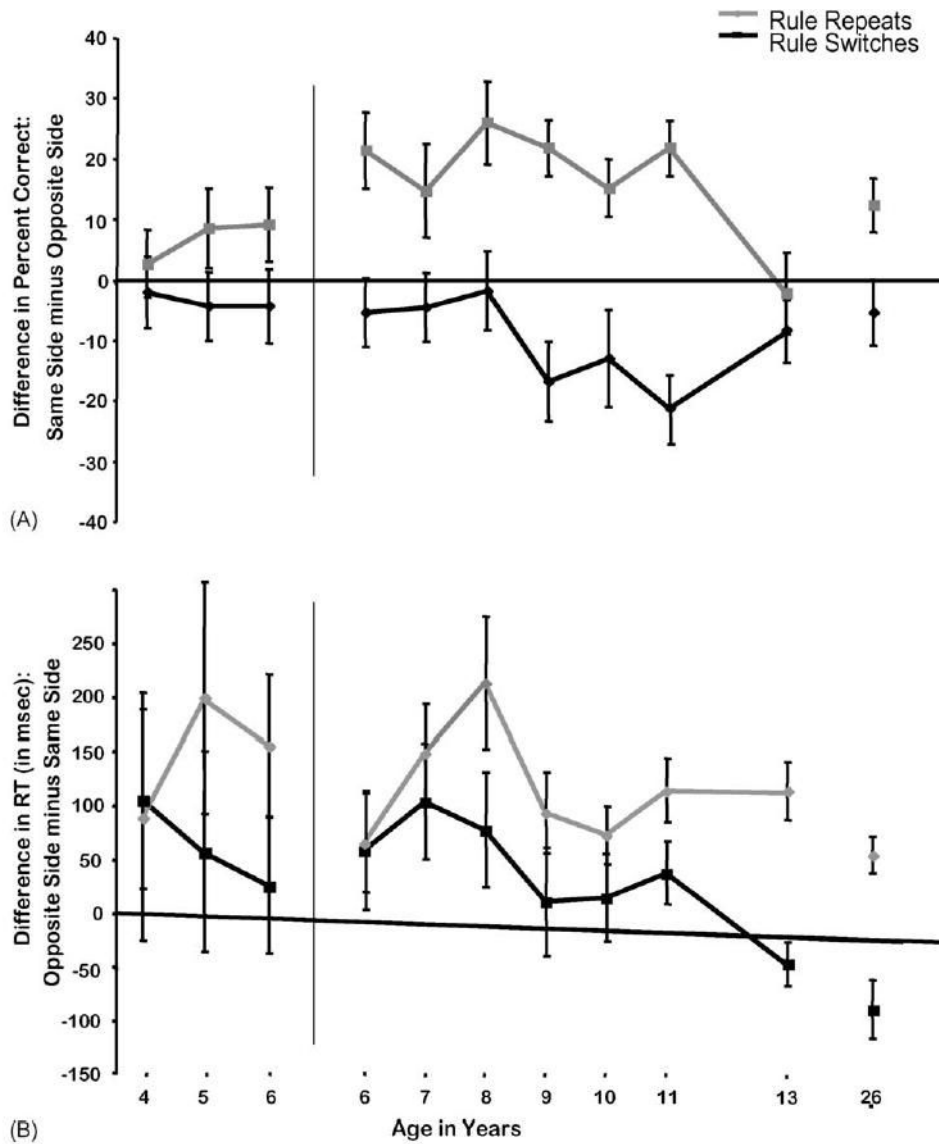 Rule Repeats
Rule Switches
Difference in Percent Correct:
Same Side minus Opposite Side
40
30
20
10
0
-10
-20
-30
-40
(A)
Difference in RT (in msec):
Opposite Side minus Same Side
250
200
150
100
50
0
-50
-100
-150
4 5 6 6 7 8 9 10 11 13 26
Age in Years
(B)